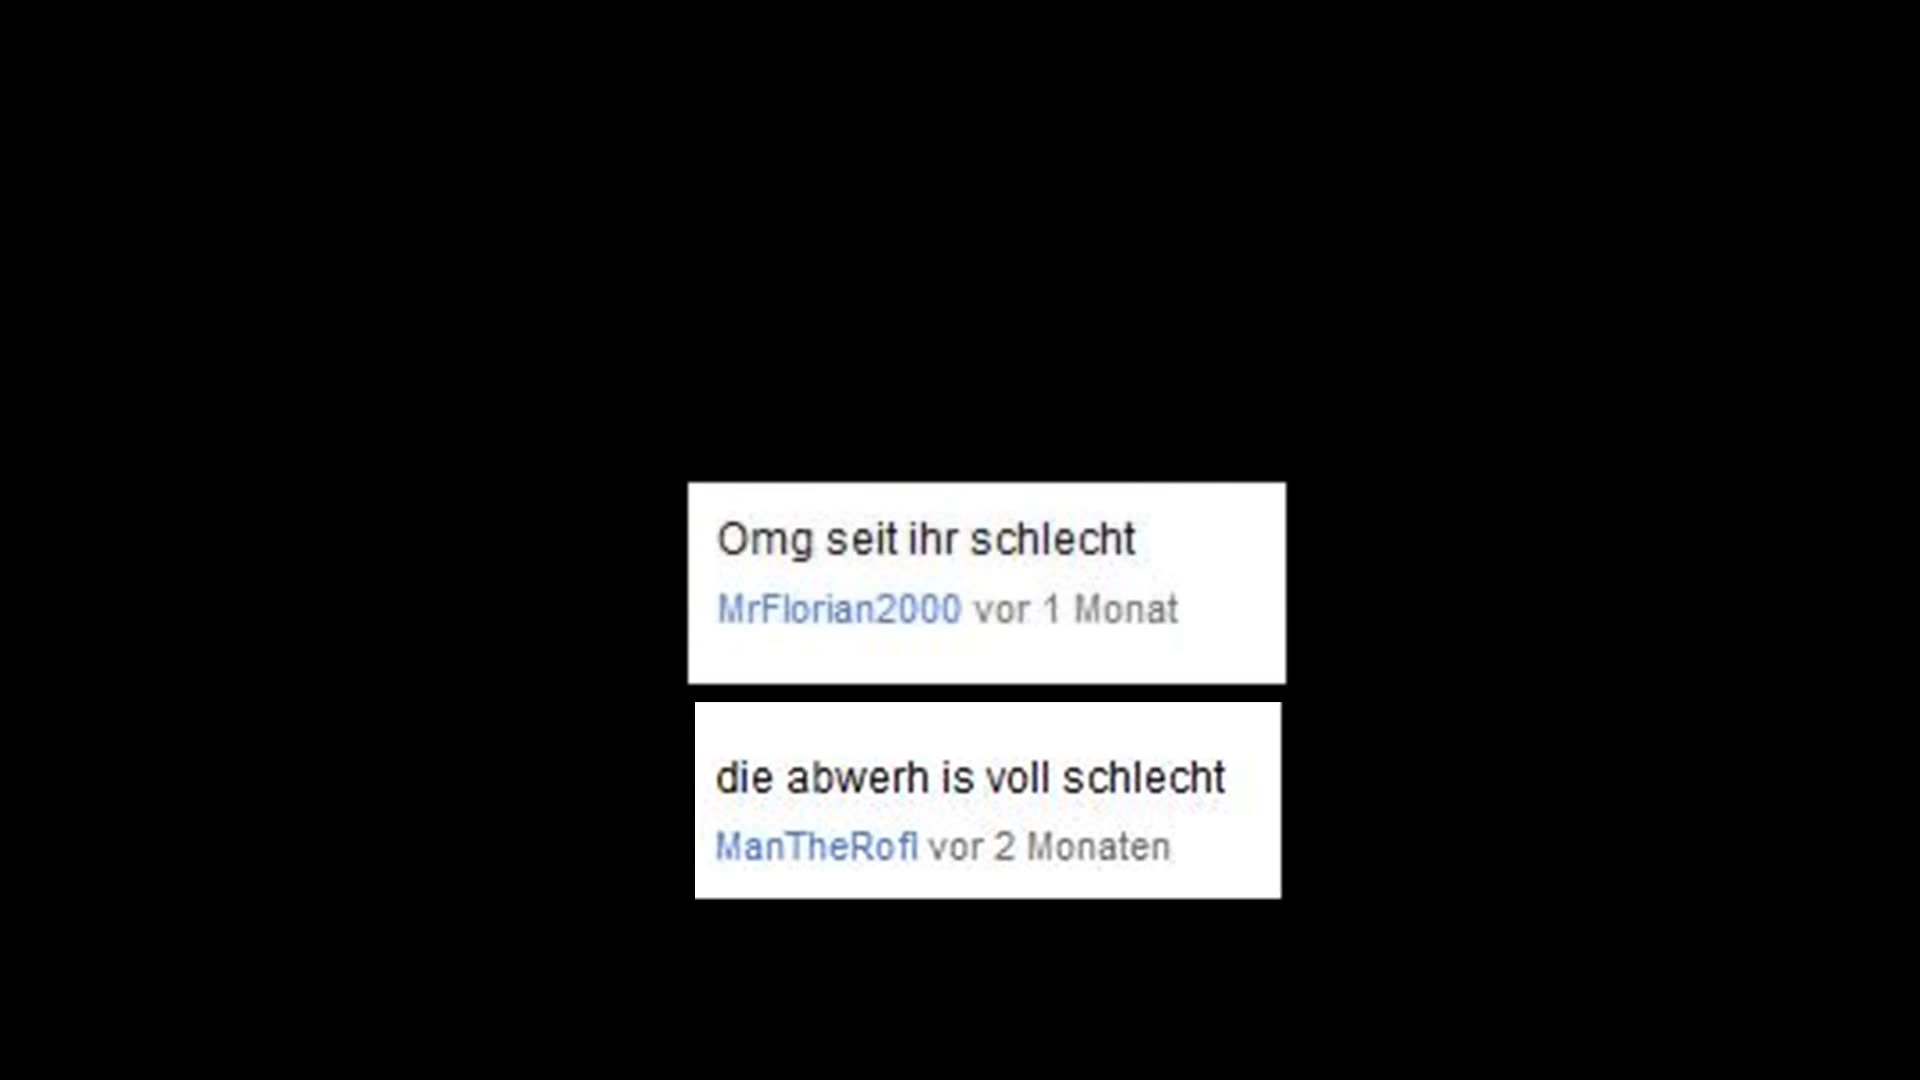 Omg seit ihr schlecht
MrFlorian2000 vor 1 Monat
die abwerh is voll schlecht
ManTheRofl vor 2 Monaten